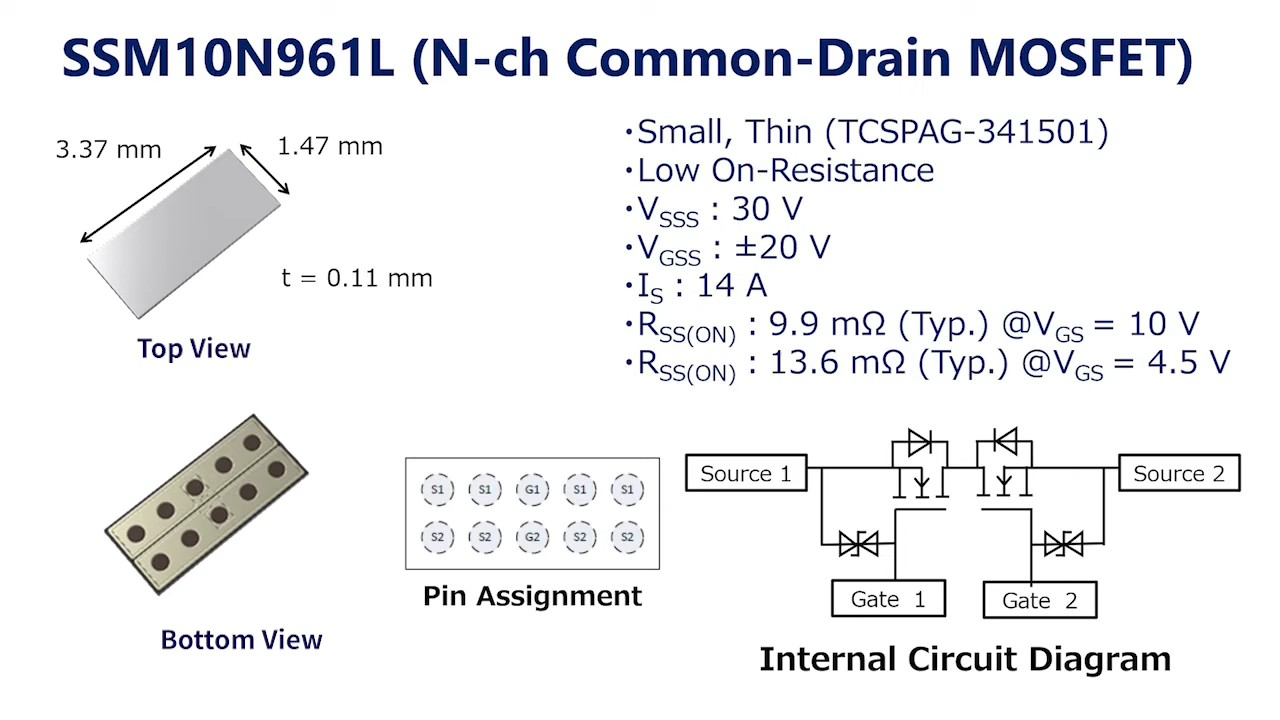 SSM10N961L (N-ch Common-Drain MOSFET)
3.37 mm
1.47 mm
t = 0.11 mm
Top View
・Small, Thin (TCSPAG-341501)
・Low On-Resistance
・VSSS : 30 V
・VGSS : ±20 V
・IS : 14 A
・RSS(ON) : 9.9 mΩ (Typ.) @VGS = 10 V
・RSS(ON) : 13.6 mΩ (Typ.) @VGS = 4.5 V
Bottom View
S1 S1 G1 S1 S1
S2 S2 G2 S2 S2
Pin Assignment
Source 1
Source 2
Gate 1
Gate 2
Internal Circuit Diagram